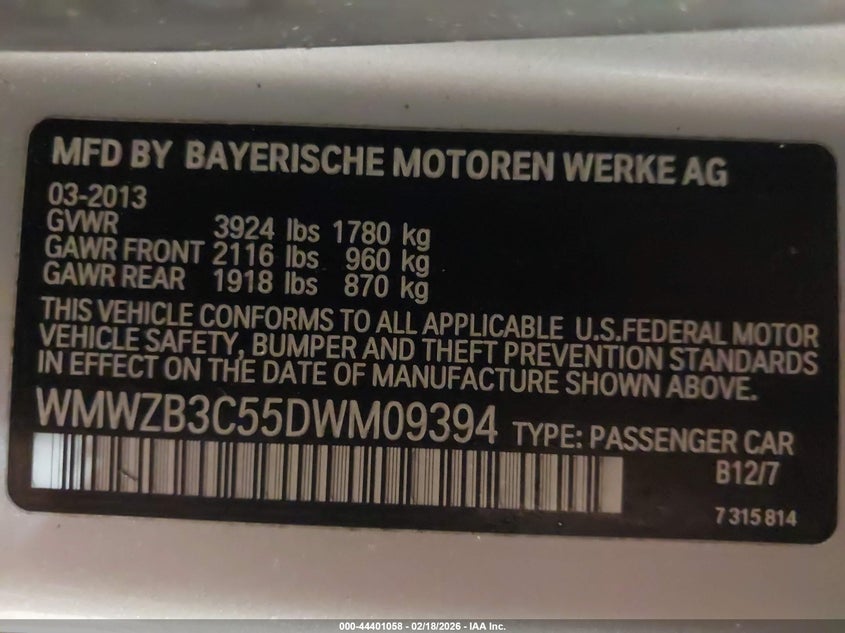 MFD BY BAYERISCHE MOTOREN WERKE AG
03-2013
GVWR 3924 lbs 1780 kg
GAWR FRONT 2116 lbs 960 kg
GAWR REAR 1918 lbs 870 kg
THIS VEHICLE CONFORMS TO ALL APPLICABLE U.S.FEDERAL MOTOR
VEHICLE SAFETY, BUMPER AND THEFT PREVENTION STANDARDS
IN EFFECT ON THE DATE OF MANUFACTURE SHOWN ABOVE.
WMWZB3C55DWM09394 TYPE: PASSENGER CAR
B12/7
7 315 814
000-44401058 - 02/18/2026 - IAA Inc.